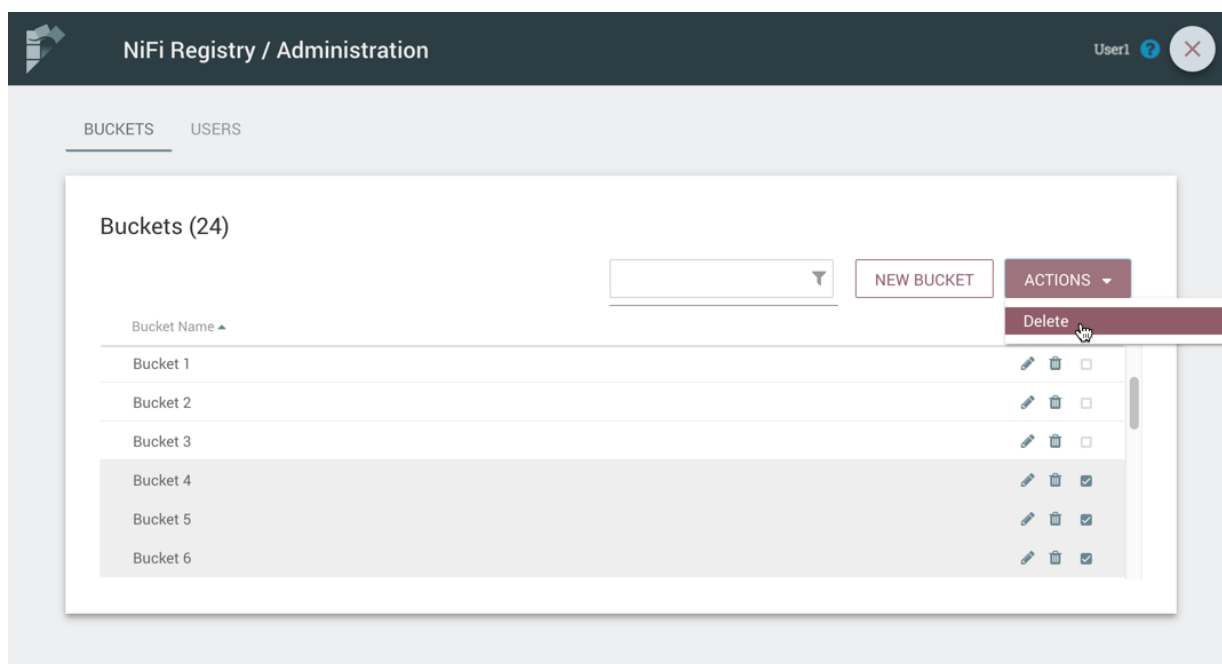 NiFi Registry / Administration
User1
BUCKETS USERS
Buckets (24)
NEW BUCKET ACTIONS
Delete
Bucket Name
Bucket 1
Bucket 2
Bucket 3
Bucket 4
Bucket 5
Bucket 6